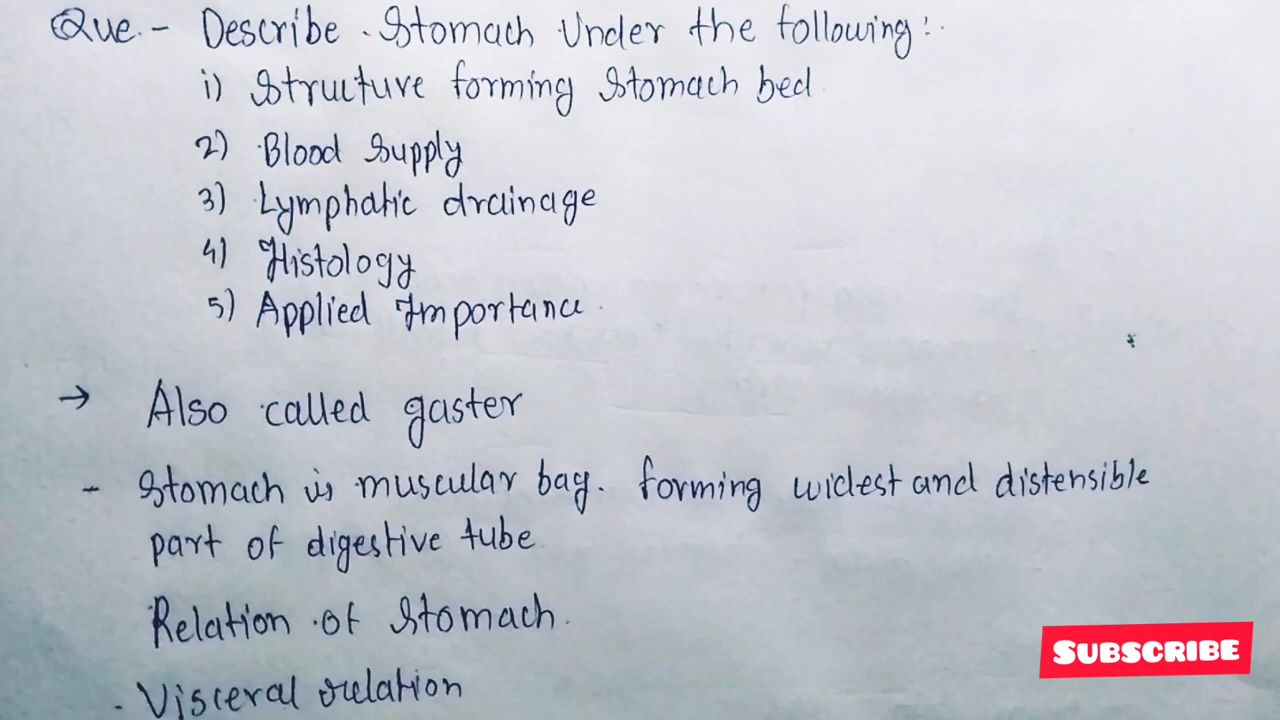 Que.- Describe Stomach Under the following:-
i) Structure forming Stomach bed.
2) Blood Supply
3) Lymphatic drainage
4) Histology
5) Applied Importance.
→ Also called gaster
- Stomach is muscular bag. forming widest and distensible
part of digestive tube.
Relation of Stomach.
- Visceral relation
SUBSCRIBE